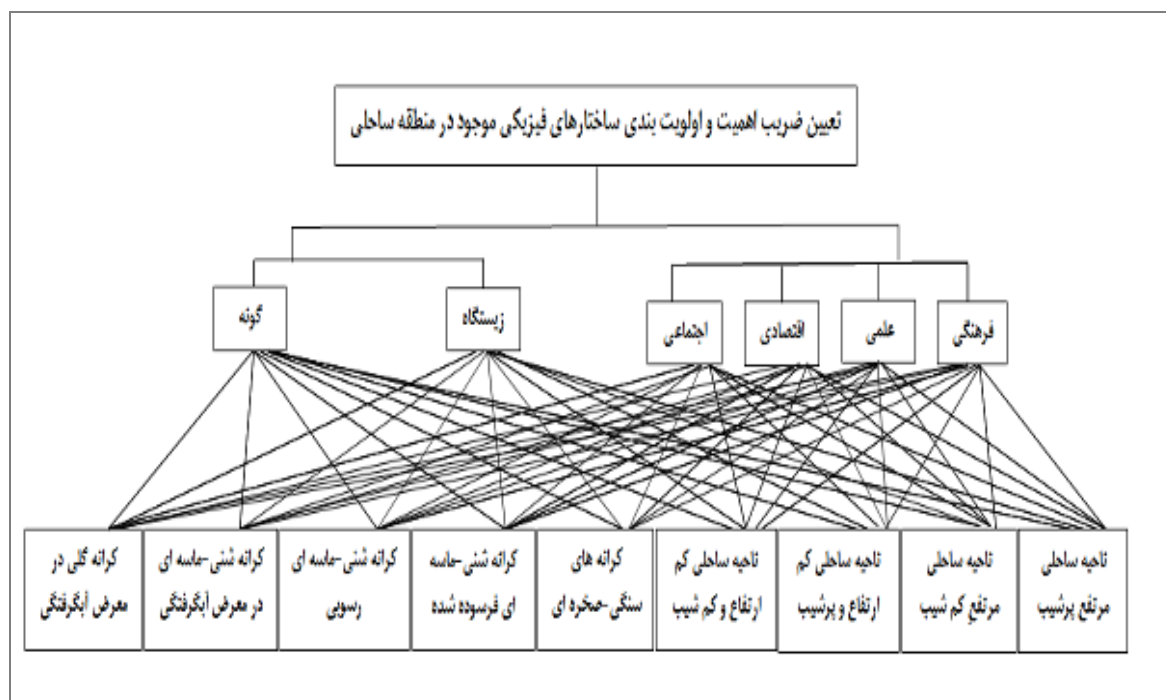 تعیین ضریب اهمیت و اولویت بندی ساختارهای فیزیکی موجود در منطقه ساحلی
فرهنگی
علمی
اقتصادی
اجتماعی
زیستگاه
گونه
ناحیه ساحلی
مرتفع پرشیب
ناحیه ساحلی
مرتفع کم شیب
ناحیه ساحلی کم
ارتفاع و پرشیب
ناحیه ساحلی کم
ارتفاع و کم شیب
کرانه های
سنگی-صخره ای
کرانه شنی-ماسه
ای فرسوده شده
کرانه شنی-ماسه ای
رسوبی
کرانه شنی-ماسه ای
در معرض آبگرفتگی
کرانه گلی در
معرض آبگرفتگی